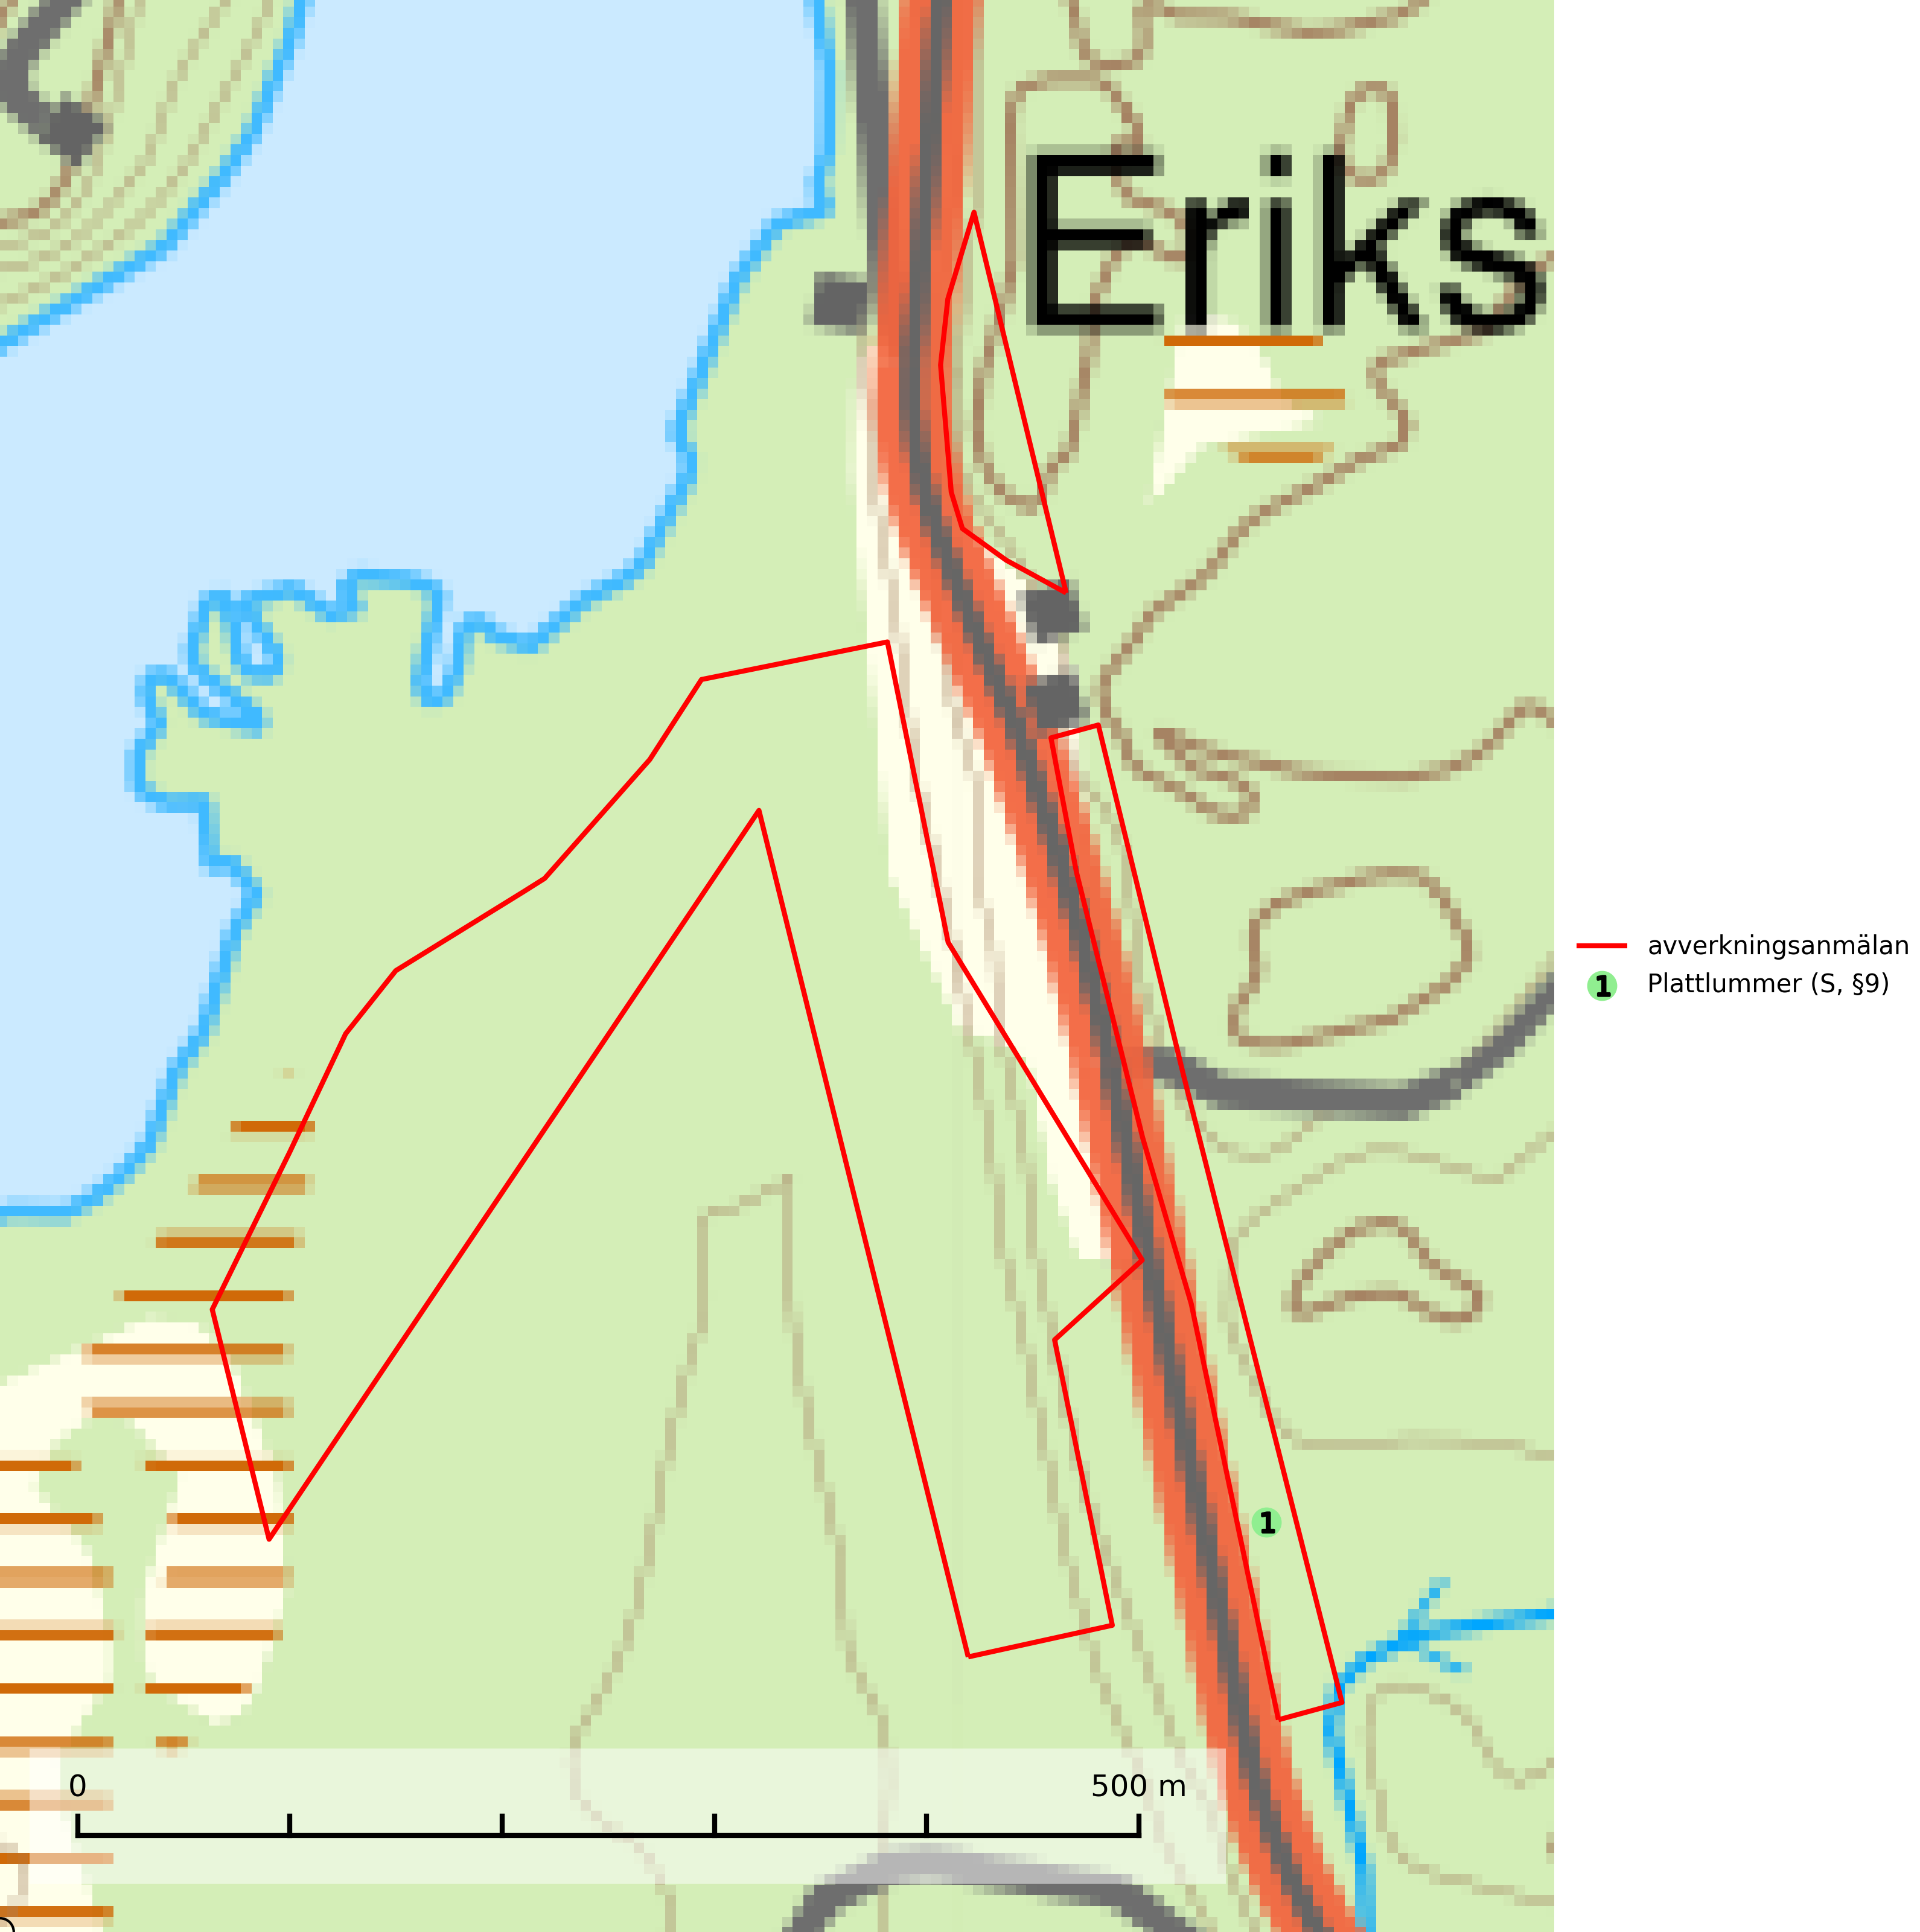 Eriks
avverkningsanmälan
1 Plattlummer (S, §9)
1
0 500 m